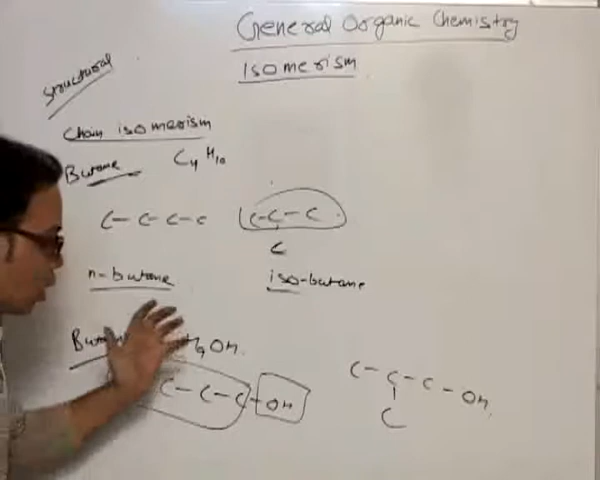 General Organic Chemistry
Isomerism
Structural
Chain isomerism
Butane C4H10
C-C-C-C C-C-C
C
n-butane iso-butane
OH
C-C-C-OH C-C-C-OH
C